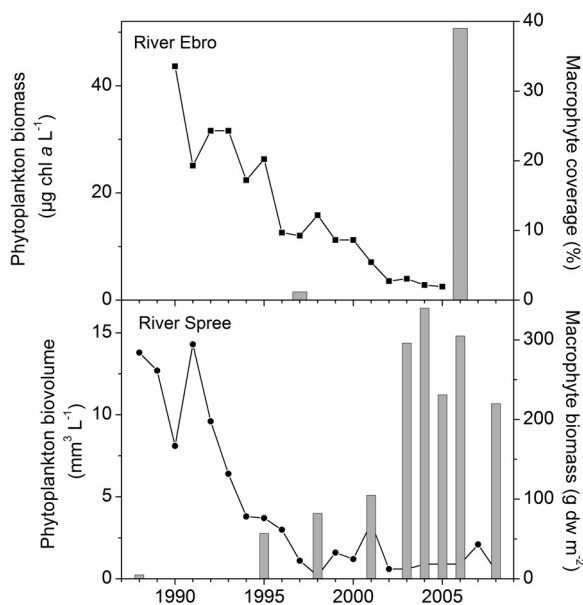 River Ebro
Phytoplankton biomass
(µg chl a L-1)
40
20
0
Macrophyte coverage (%)
40
30
20
10
0
River Spree
Phytoplankton biovolume
(mm3 L-1)
15
10
5
0
Macrophyte biomass (g dw m-2)
300
200
100
0
1990 1995 2000 2005